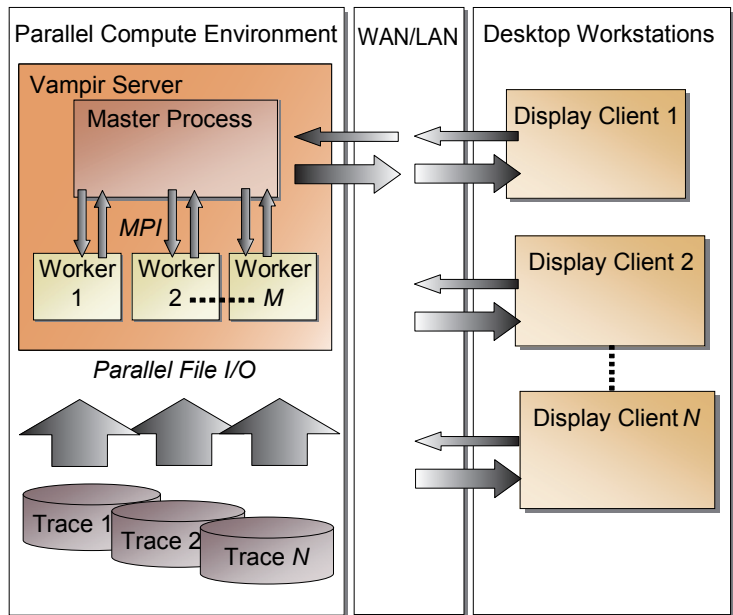 Parallel Compute Environment
WAN/LAN
Desktop Workstations
Vampir Server
Master Process
MPI
Worker
1
Worker
2
Worker
M
Parallel File I/O
Trace 1
Trace 2
Trace N
Display Client 1
Display Client 2
Display Client N